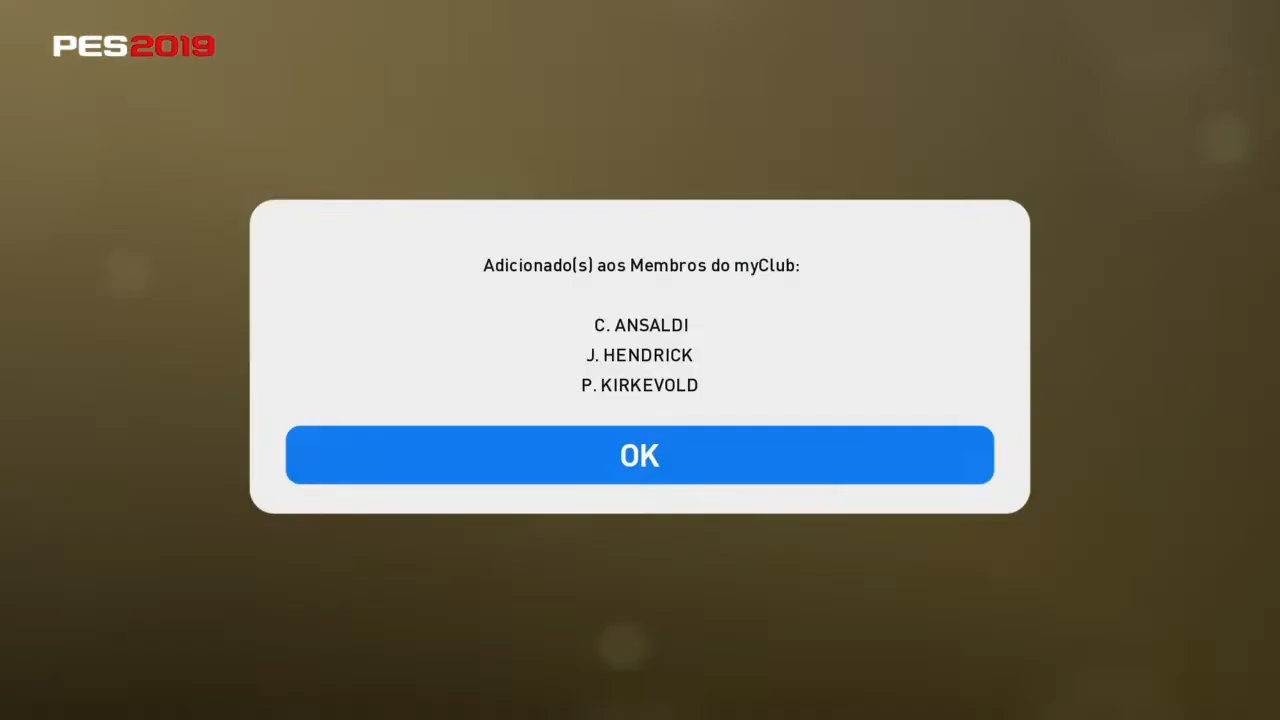 PES2019
Adicionado(s) aos Membros do myClub:
C. ANSALDI
J. HENDRICK
P. KIRKEVOLD
OK